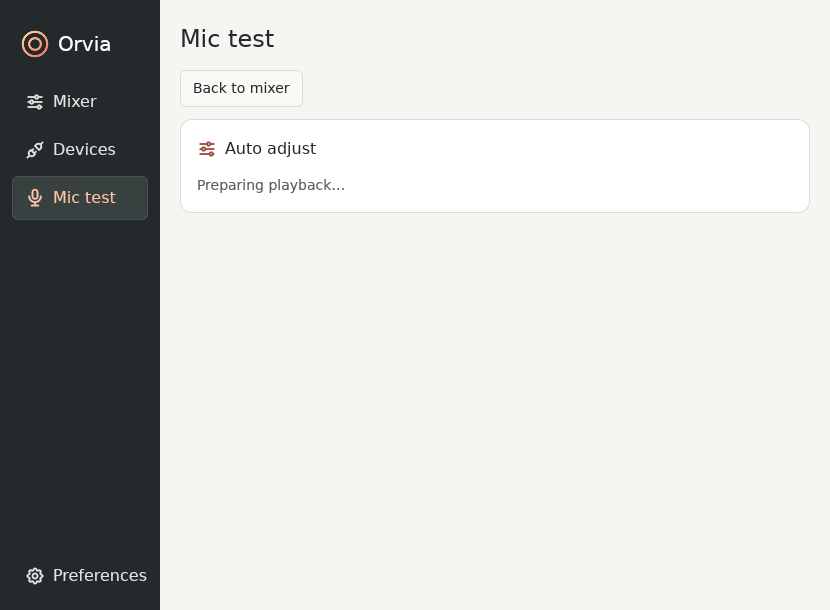 Orvia
Mixer
Devices
Mic test
Preferences
Mic test
Back to mixer
Auto adjust
Preparing playback…